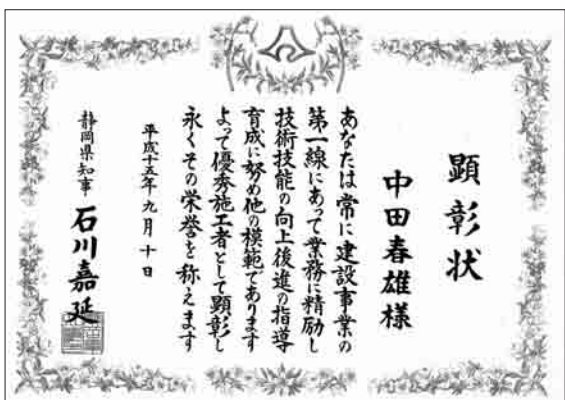 顕彰状
中田春雄様
あなたは常に建設事業の
第一線にあって業務に精励し
技術技能の向上後進の指導
育成に努め他の模範であります
よって優秀施工者として顕彰し
永くその栄誉を称えます
平成十五年九月十日
静岡県知事 石川嘉延